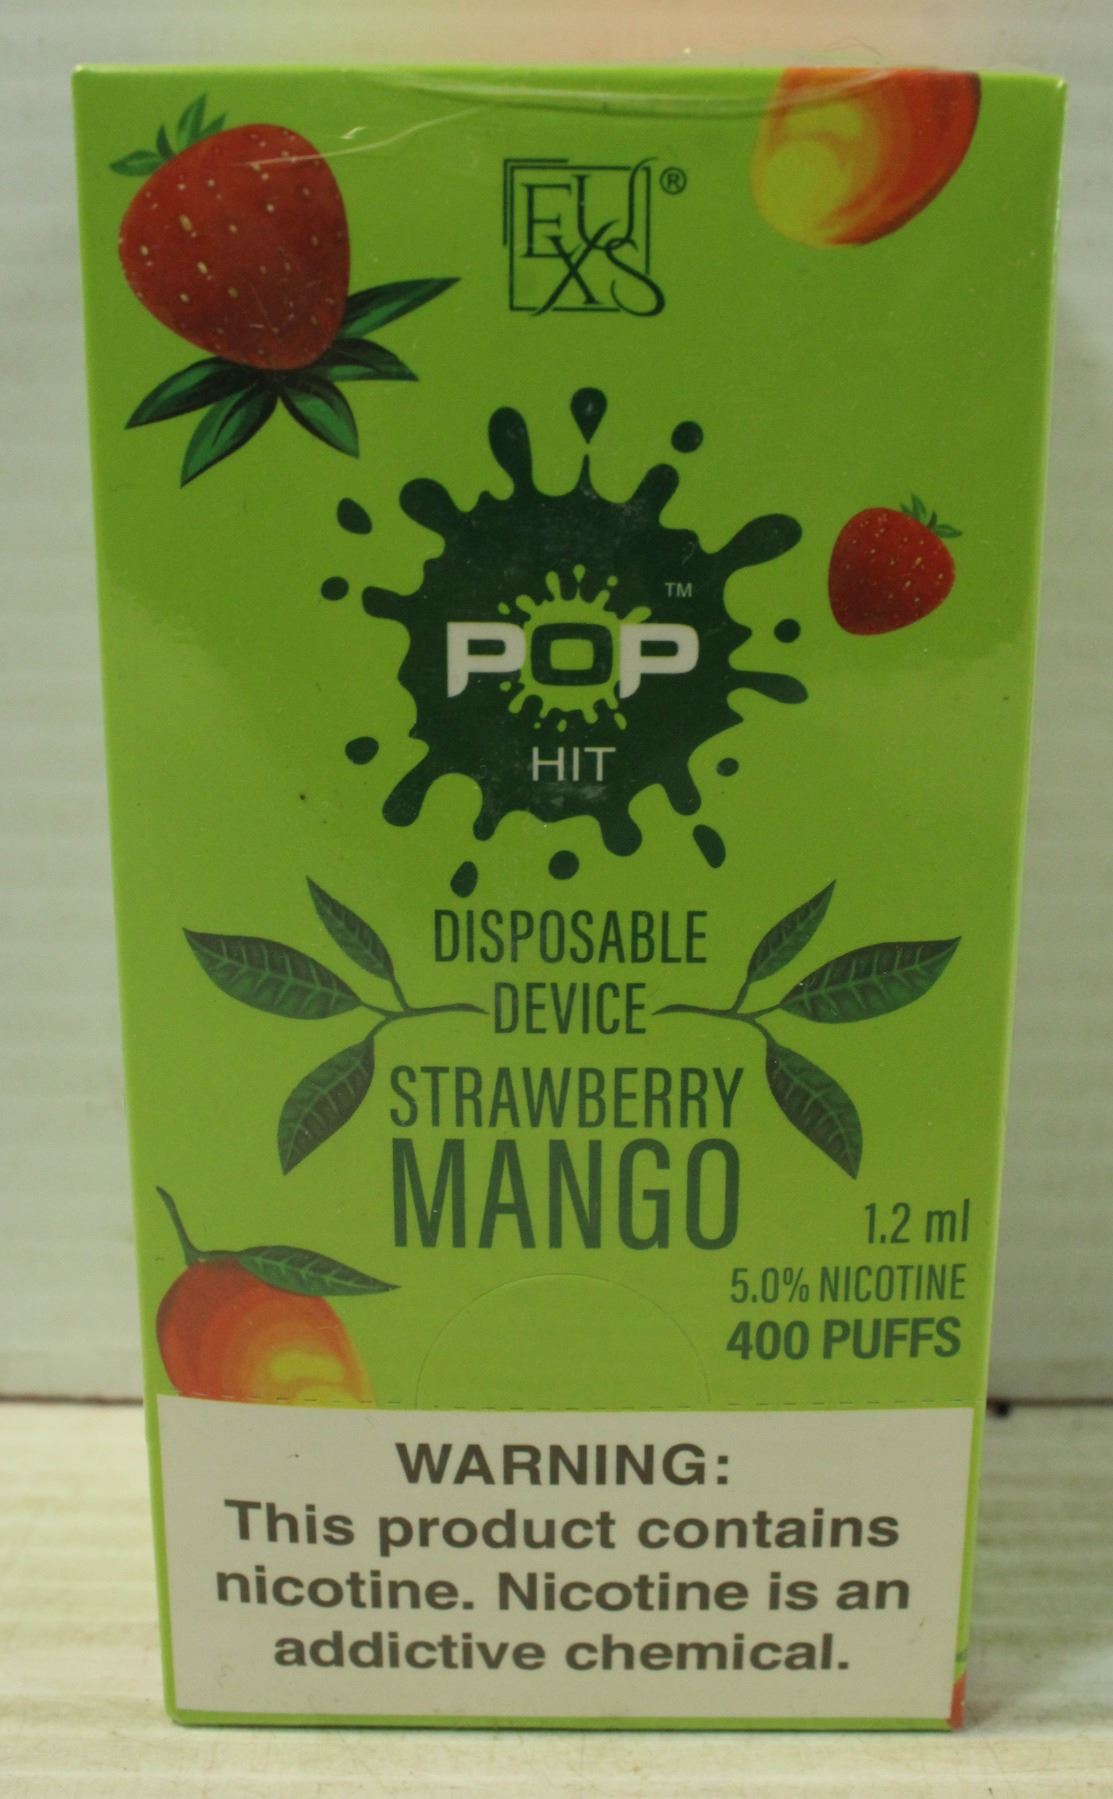 EUXS®
POP™
HIT
DISPOSABLE
DEVICE
STRAWBERRY
MANGO
1.2 ml
5.0% NICOTINE
400 PUFFS
WARNING:
This product contains
nicotine. Nicotine is an
addictive chemical.